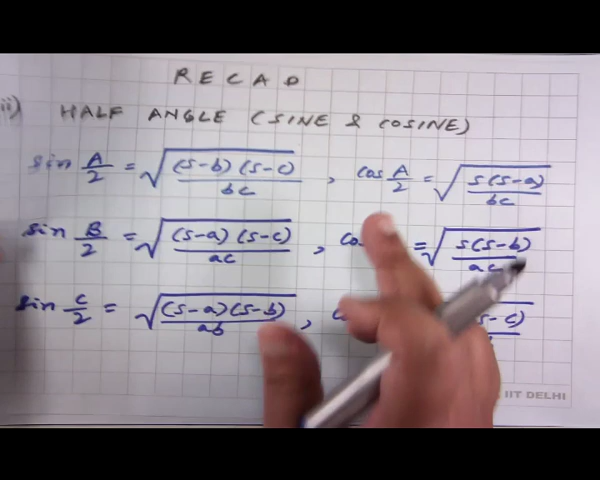 RECAP
ii) HALF ANGLE (SINE & COSINE)
sin A/2 = √((s-b)(s-c)/bc) , cos A/2 = √(s(s-a)/bc)
sin B/2 = √((s-a)(s-c)/ac) , = √(s(s-b)/ac)
sin C/2 = √((s-a)(s-b)/ab) ,
IIT DELHI